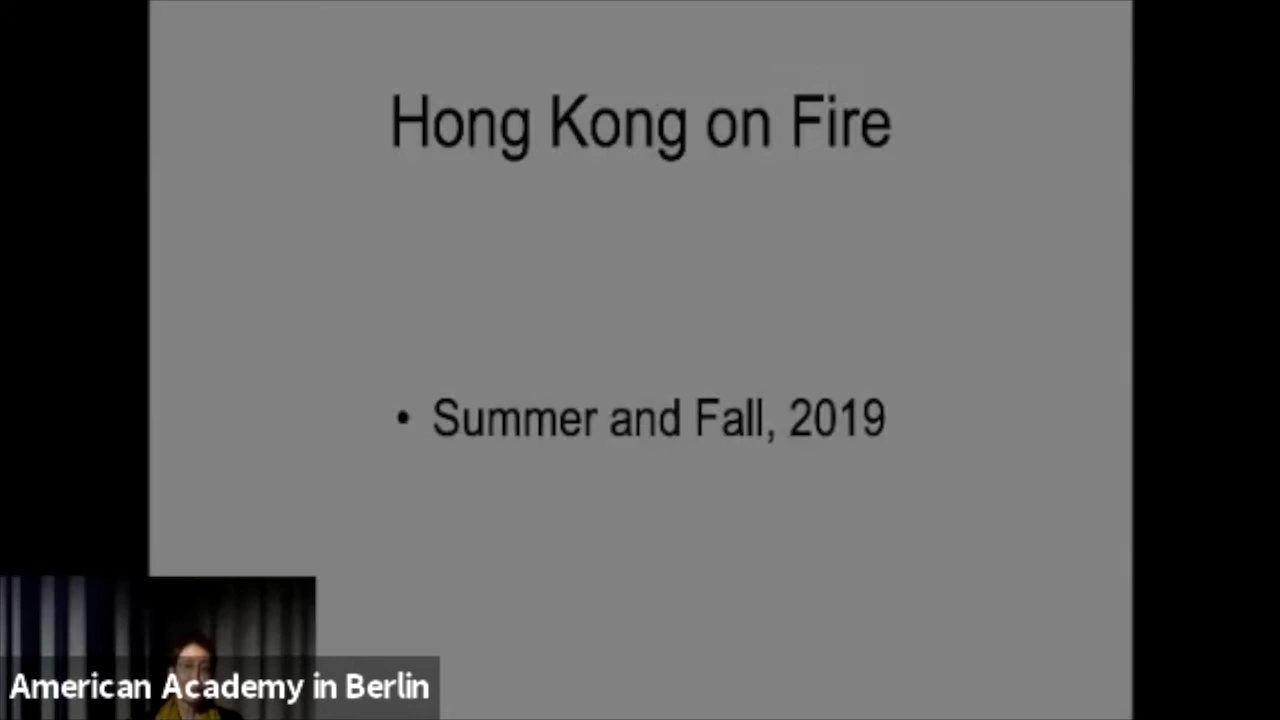 Hong Kong on Fire
• Summer and Fall, 2019
American Academy in Berlin